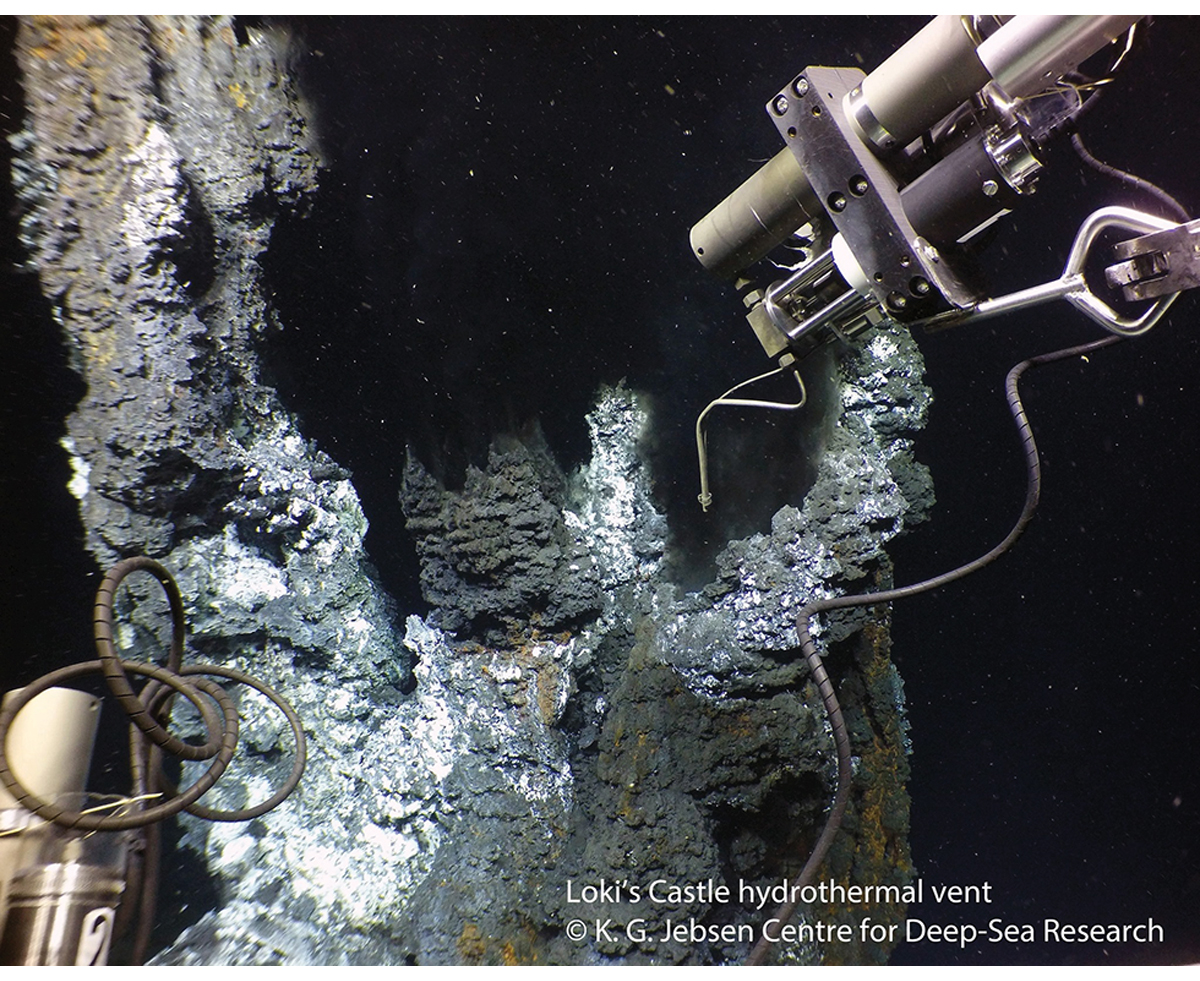 Loki's Castle hydrothermal vent
© K. G. Jebsen Centre for Deep-Sea Research